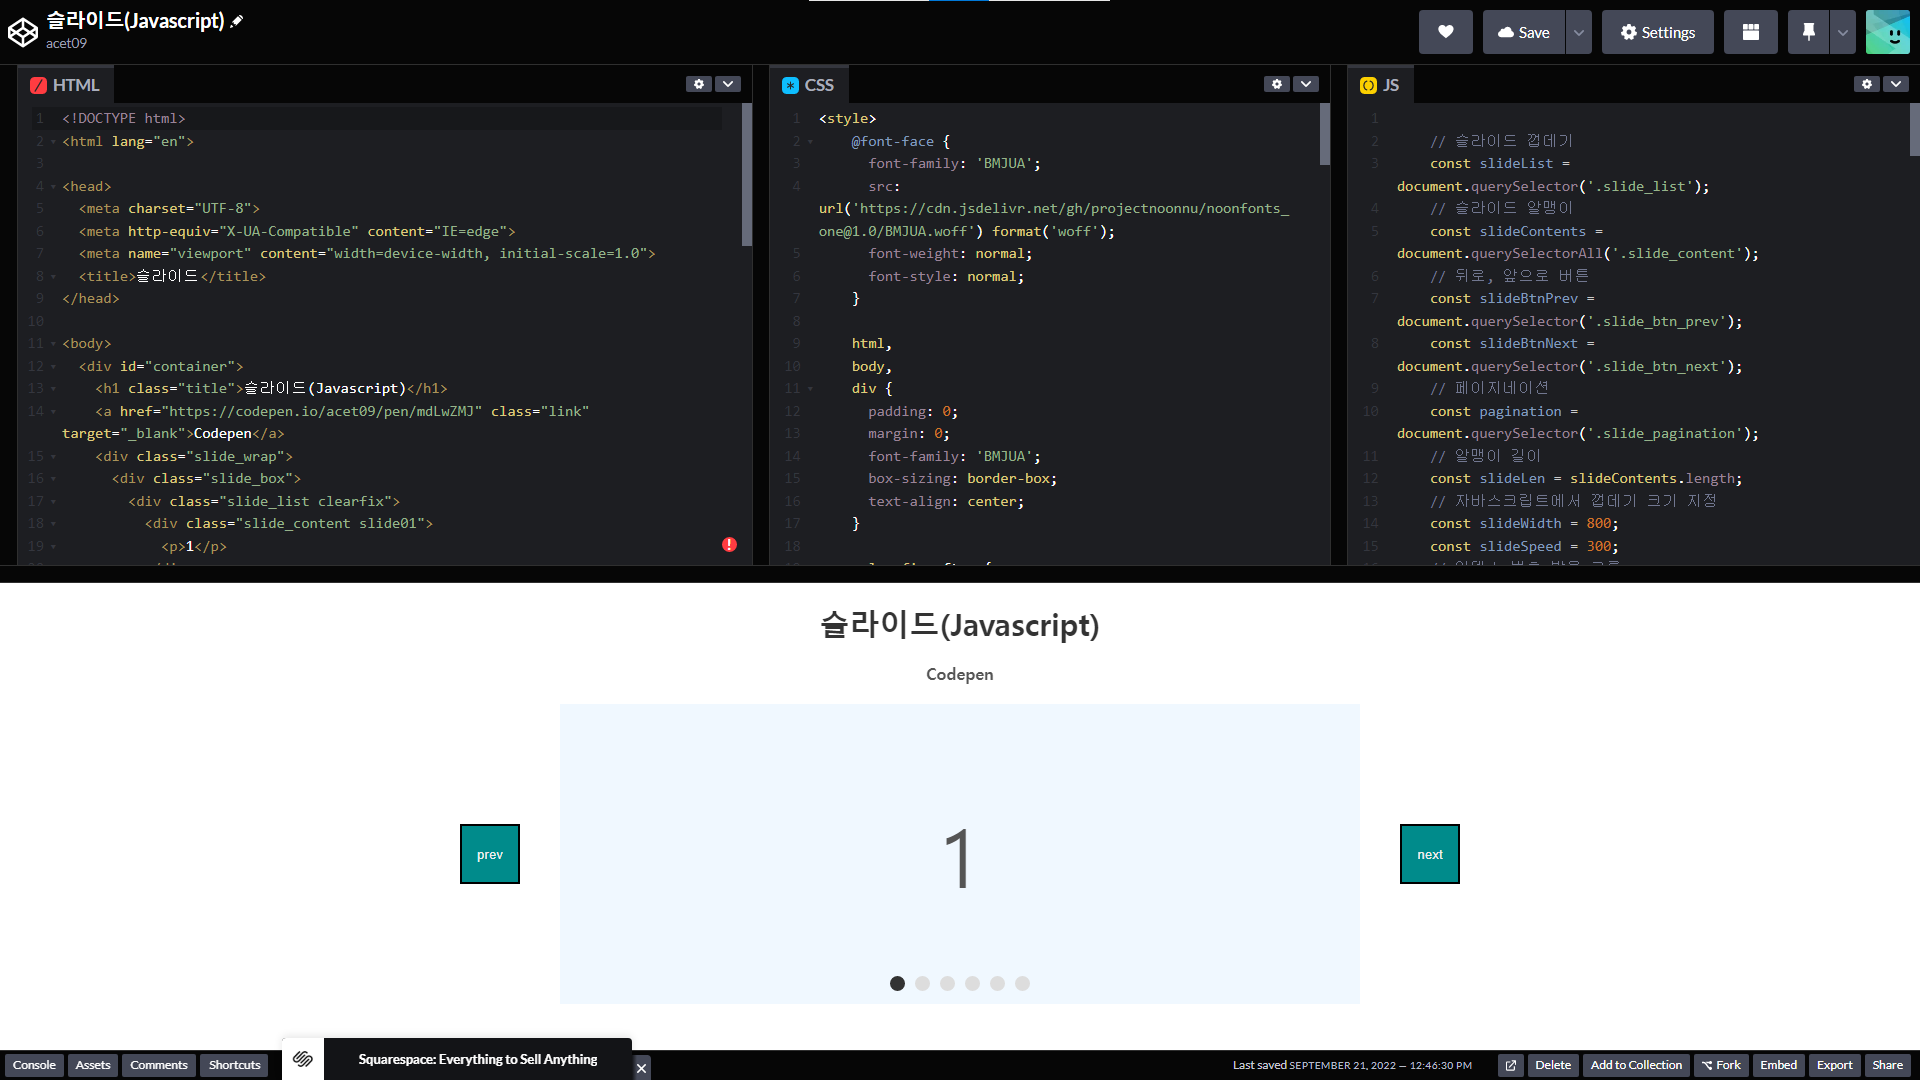 슬라이드(Javascript)
acet09
Save
Settings
HTML
1 <!DOCTYPE html>
2 <html lang="en">
3
4 <head>
5 <meta charset="UTF-8">
6 <meta http-equiv="X-UA-Compatible" content="IE=edge">
7 <meta name="viewport" content="width=device-width, initial-scale=1.0">
8 <title>슬라이드</title>
9 </head>
10
11 <body>
12 <div id="container">
13 <h1 class="title">슬라이드(Javascript)</h1>
14 <a href="https://codepen.io/acet09/pen/mdLwZMJ" class="link"
target="_blank">Codepen</a>
15 <div class="slide_wrap">
16 <div class="slide_box">
17 <div class="slide_list clearfix">
18 <div class="slide_content slide01">
19 <p>1</p>
CSS
1 <style>
2 @font-face {
3 font-family: 'BMJUA';
4 src:
url('https://cdn.jsdelivr.net/gh/projectnoonnu/noonfonts_
one@1.0/BMJUA.woff') format('woff');
5 font-weight: normal;
6 font-style: normal;
7 }
8
9 html,
10 body,
11 div {
12 padding: 0;
13 margin: 0;
14 font-family: 'BMJUA';
15 box-sizing: border-box;
16 text-align: center;
17 }
18
JS
1
2 // 슬라이드 껍데기
3 const slideList =
document.querySelector('.slide_list');
4 // 슬라이드 알맹이
5 const slideContents =
document.querySelectorAll('.slide_content');
6 // 뒤로, 앞으로 버튼
7 const slideBtnPrev =
document.querySelector('.slide_btn_prev');
8 const slideBtnNext =
document.querySelector('.slide_btn_next');
9 // 페이지네이션
10 const pagination =
document.querySelector('.slide_pagination');
11 // 알맹이 길이
12 const slideLen = slideContents.length;
13 // 자바스크립트에서 껍데기 크기 지정
14 const slideWidth = 800;
15 const slideSpeed = 300;
슬라이드(Javascript)
Codepen
prev
1
next
Console
Assets
Comments
Shortcuts
Squarespace: Everything to Sell Anything
Last saved SEPTEMBER 21, 2022 — 12:46:30 PM
Delete
Add to Collection
Fork
Embed
Export
Share